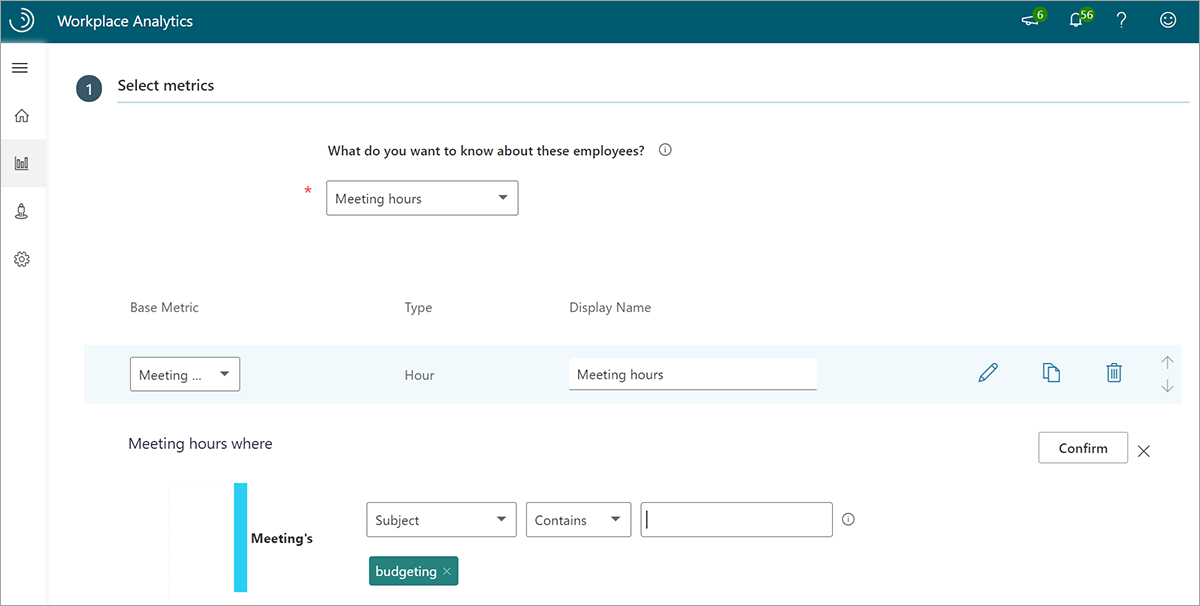 Workplace Analytics
6
56
?
1 Select metrics
What do you want to know about these employees?
* Meeting hours
Base Metric Type Display Name
Meeting ... Hour Meeting hours
Meeting hours where
Confirm
Meeting's Subject Contains
budgeting